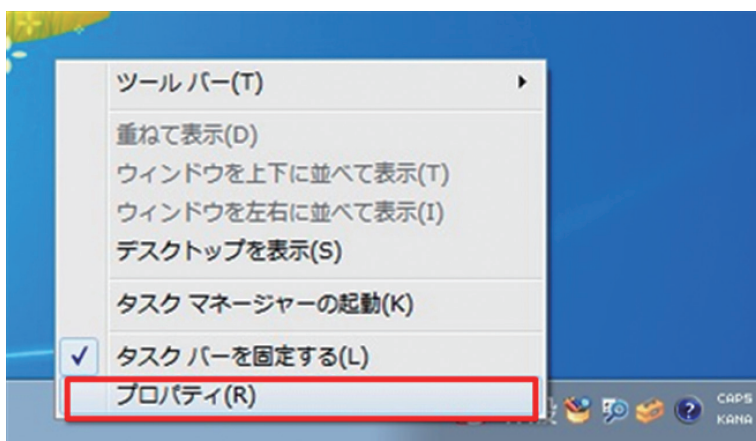 ツール バー(T)
重ねて表示(D)
ウィンドウを上下に並べて表示(T)
ウィンドウを左右に並べて表示(I)
デスクトップを表示(S)
タスク マネージャーの起動(K)
タスク バーを固定する(L)
プロパティ(R)
CAPS
KANA